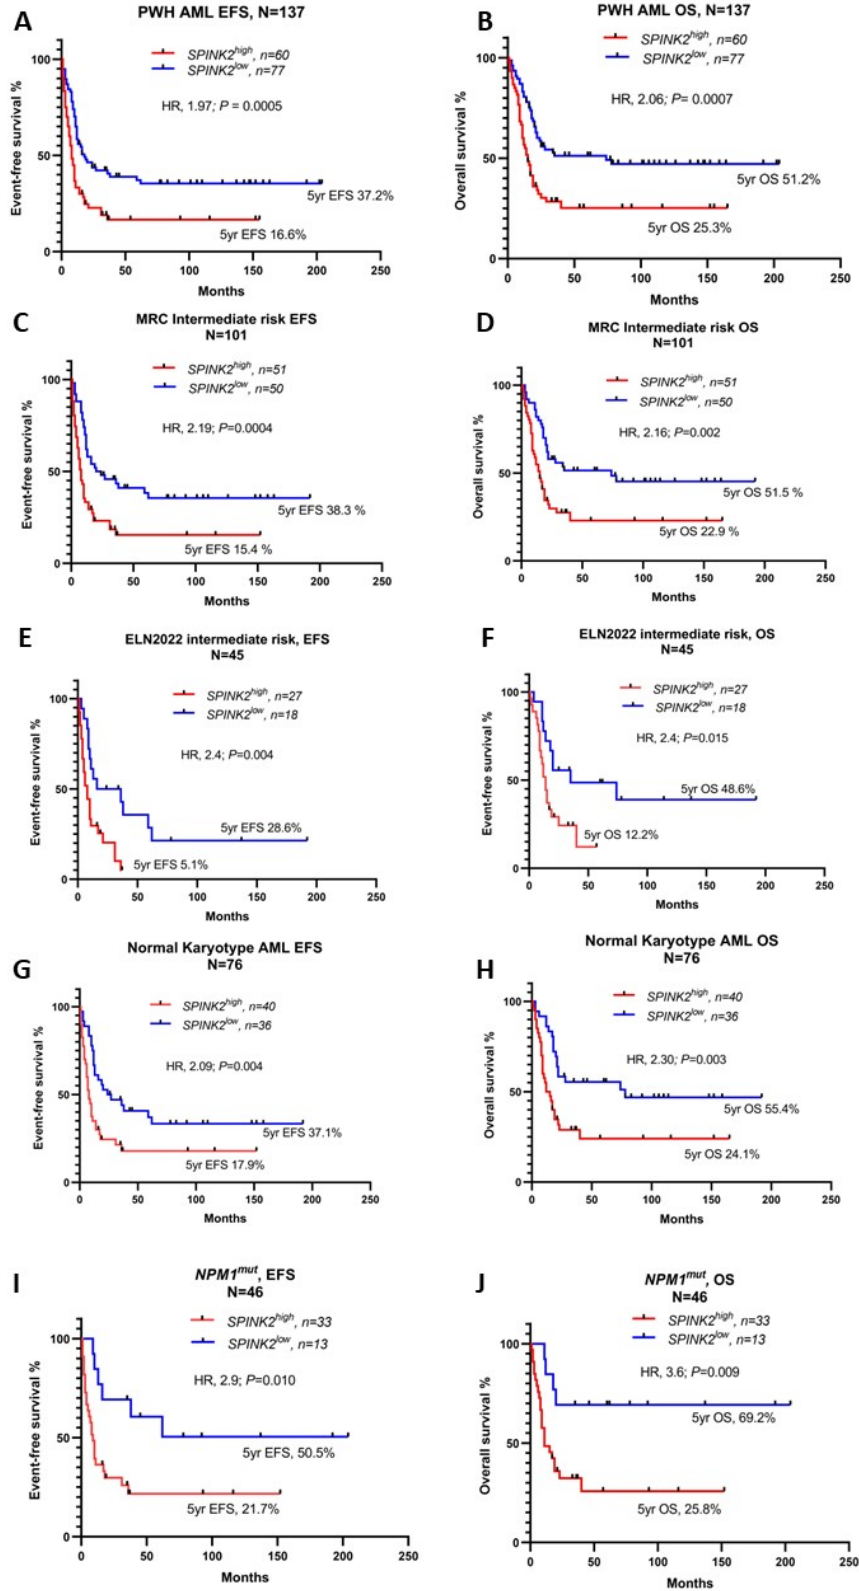 A
PWH AML EFS, N=137
SPINK2high, n=60
SPINK2low, n=77
HR, 1.97; P = 0.0005
Event-free survival %
100
50
0
5yr EFS 37.2%
5yr EFS 16.6%
0 50 100 150 200 250
Months
B
PWH AML OS, N=137
SPINK2high, n=60
SPINK2low, n=77
HR, 2.06; P= 0.0007
Overall survival %
100
50
0
5yr OS 51.2%
5yr OS 25.3%
0 50 100 150 200 250
Months
C
MRC Intermediate risk EFS
N=101
SPINK2high, n=51
SPINK2low, n=50
HR, 2.19; P=0.0004
Event-free survival %
100
50
0
5yr EFS 38.3 %
5yr EFS 15.4 %
0 50 100 150 200 250
Months
D
MRC Intermediate risk OS
N=101
SPINK2high, n=51
SPINK2low, n=50
HR, 2.16; P=0.002
Overall survival %
100
50
0
5yr OS 51.5 %
5yr OS 22.9 %
0 50 100 150 200 250
Months
E
ELN2022 intermediate risk, EFS
N=45
SPINK2high, n=27
SPINK2low, n=18
HR, 2.4; P=0.004
Event-free survival %
100
50
0
5yr EFS 28.6%
5yr EFS 5.1%
0 50 100 150 200 250
Months
F
ELN2022 intermediate risk, OS
N=45
SPINK2high, n=27
SPINK2low, n=18
HR, 2.4; P=0.015
Event-free survival %
100
50
0
5yr OS 48.6%
5yr OS 12.2%
0 50 100 150 200 250
Months
G
Normal Karyotype AML EFS
N=76
SPINK2high, n=40
SPINK2low, n=36
HR, 2.09; P=0.004
Event-free survival %
100
50
0
5yr EFS 37.1%
5yr EFS 17.9%
0 50 100 150 200 250
Months
H
Normal Karyotype AML OS
N=76
SPINK2high, n=40
SPINK2low, n=36
HR, 2.30; P=0.003
Overall survival %
100
50
0
5yr OS 55.4%
5yr OS 24.1%
0 50 100 150 200 250
Months
I
NPM1mut, EFS
N=46
SPINK2high, n=33
SPINK2low, n=13
HR, 2.9; P=0.010
Event-free survival %
100
50
0
5yr EFS, 50.5%
5yr EFS, 21.7%
0 50 100 150 200 250
Months
J
NPM1mut, OS
N=46
SPINK2high, n=33
SPINK2low, n=13
HR, 3.6; P=0.009
Overall survival %
100
50
0
5yr OS, 69.2%
5yr OS, 25.8%
0 50 100 150 200 250
Months